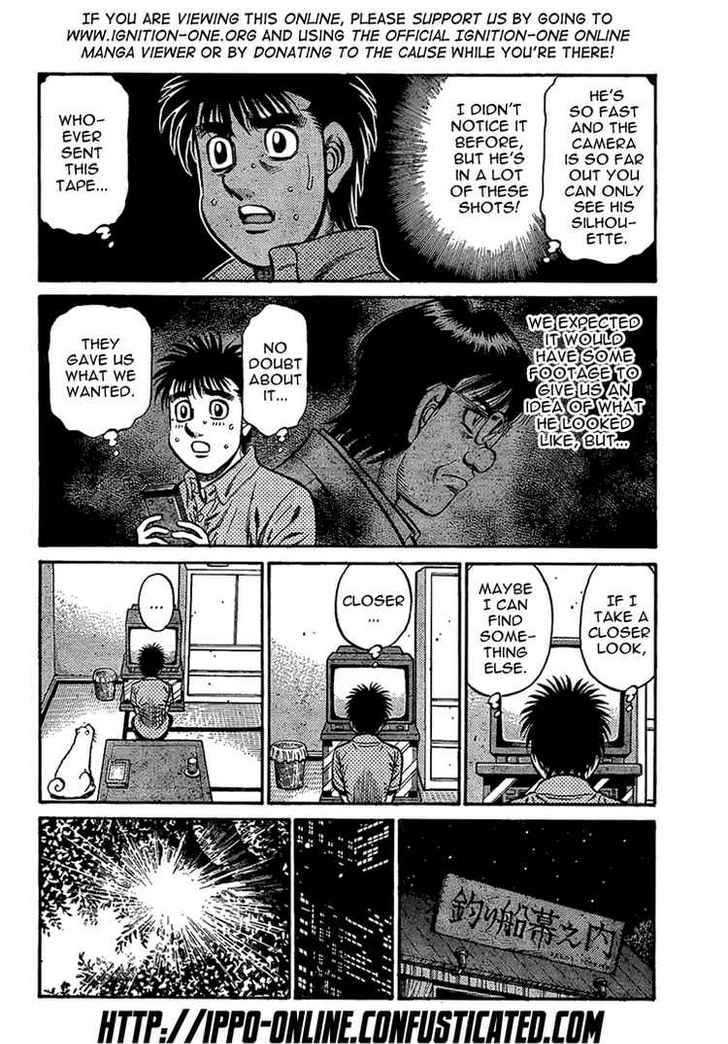 IF YOU ARE VIEWING THIS ONLINE, PLEASE SUPPORT US BY GOING TO
WWW.IGNITION-ONE.ORG AND USING THE OFFICIAL IGNITION-ONE ONLINE
MANGA VIEWER OR BY DONATING TO THE CAUSE WHILE YOU'RE THERE!
HE'S
SO FAST
AND THE
CAMERA
IS SO FAR
OUT YOU
CAN ONLY
SEE HIS
SILHOU-
ETTE.
I DIDN'T
NOTICE IT
BEFORE,
BUT HE'S
IN A LOT
OF THESE
SHOTS!
WHO-
EVER
SENT
THIS
TAPE...
WE EXPECTED
IT WOULD
HAVE SOME
FOOTAGE TO
GIVE US AN
IDEA OF WHAT
HE LOOKED
LIKE, BUT...
NO
DOUBT
ABOUT
IT...
THEY
GAVE US
WHAT WE
WANTED.
IF I
TAKE A
CLOSER
LOOK,
MAYBE
I CAN
FIND
SOME-
THING
ELSE.
CLOSER
...
...
釣り船幕之内
HTTP://IPPO-ONLINE.CONFUSTICATED.COM